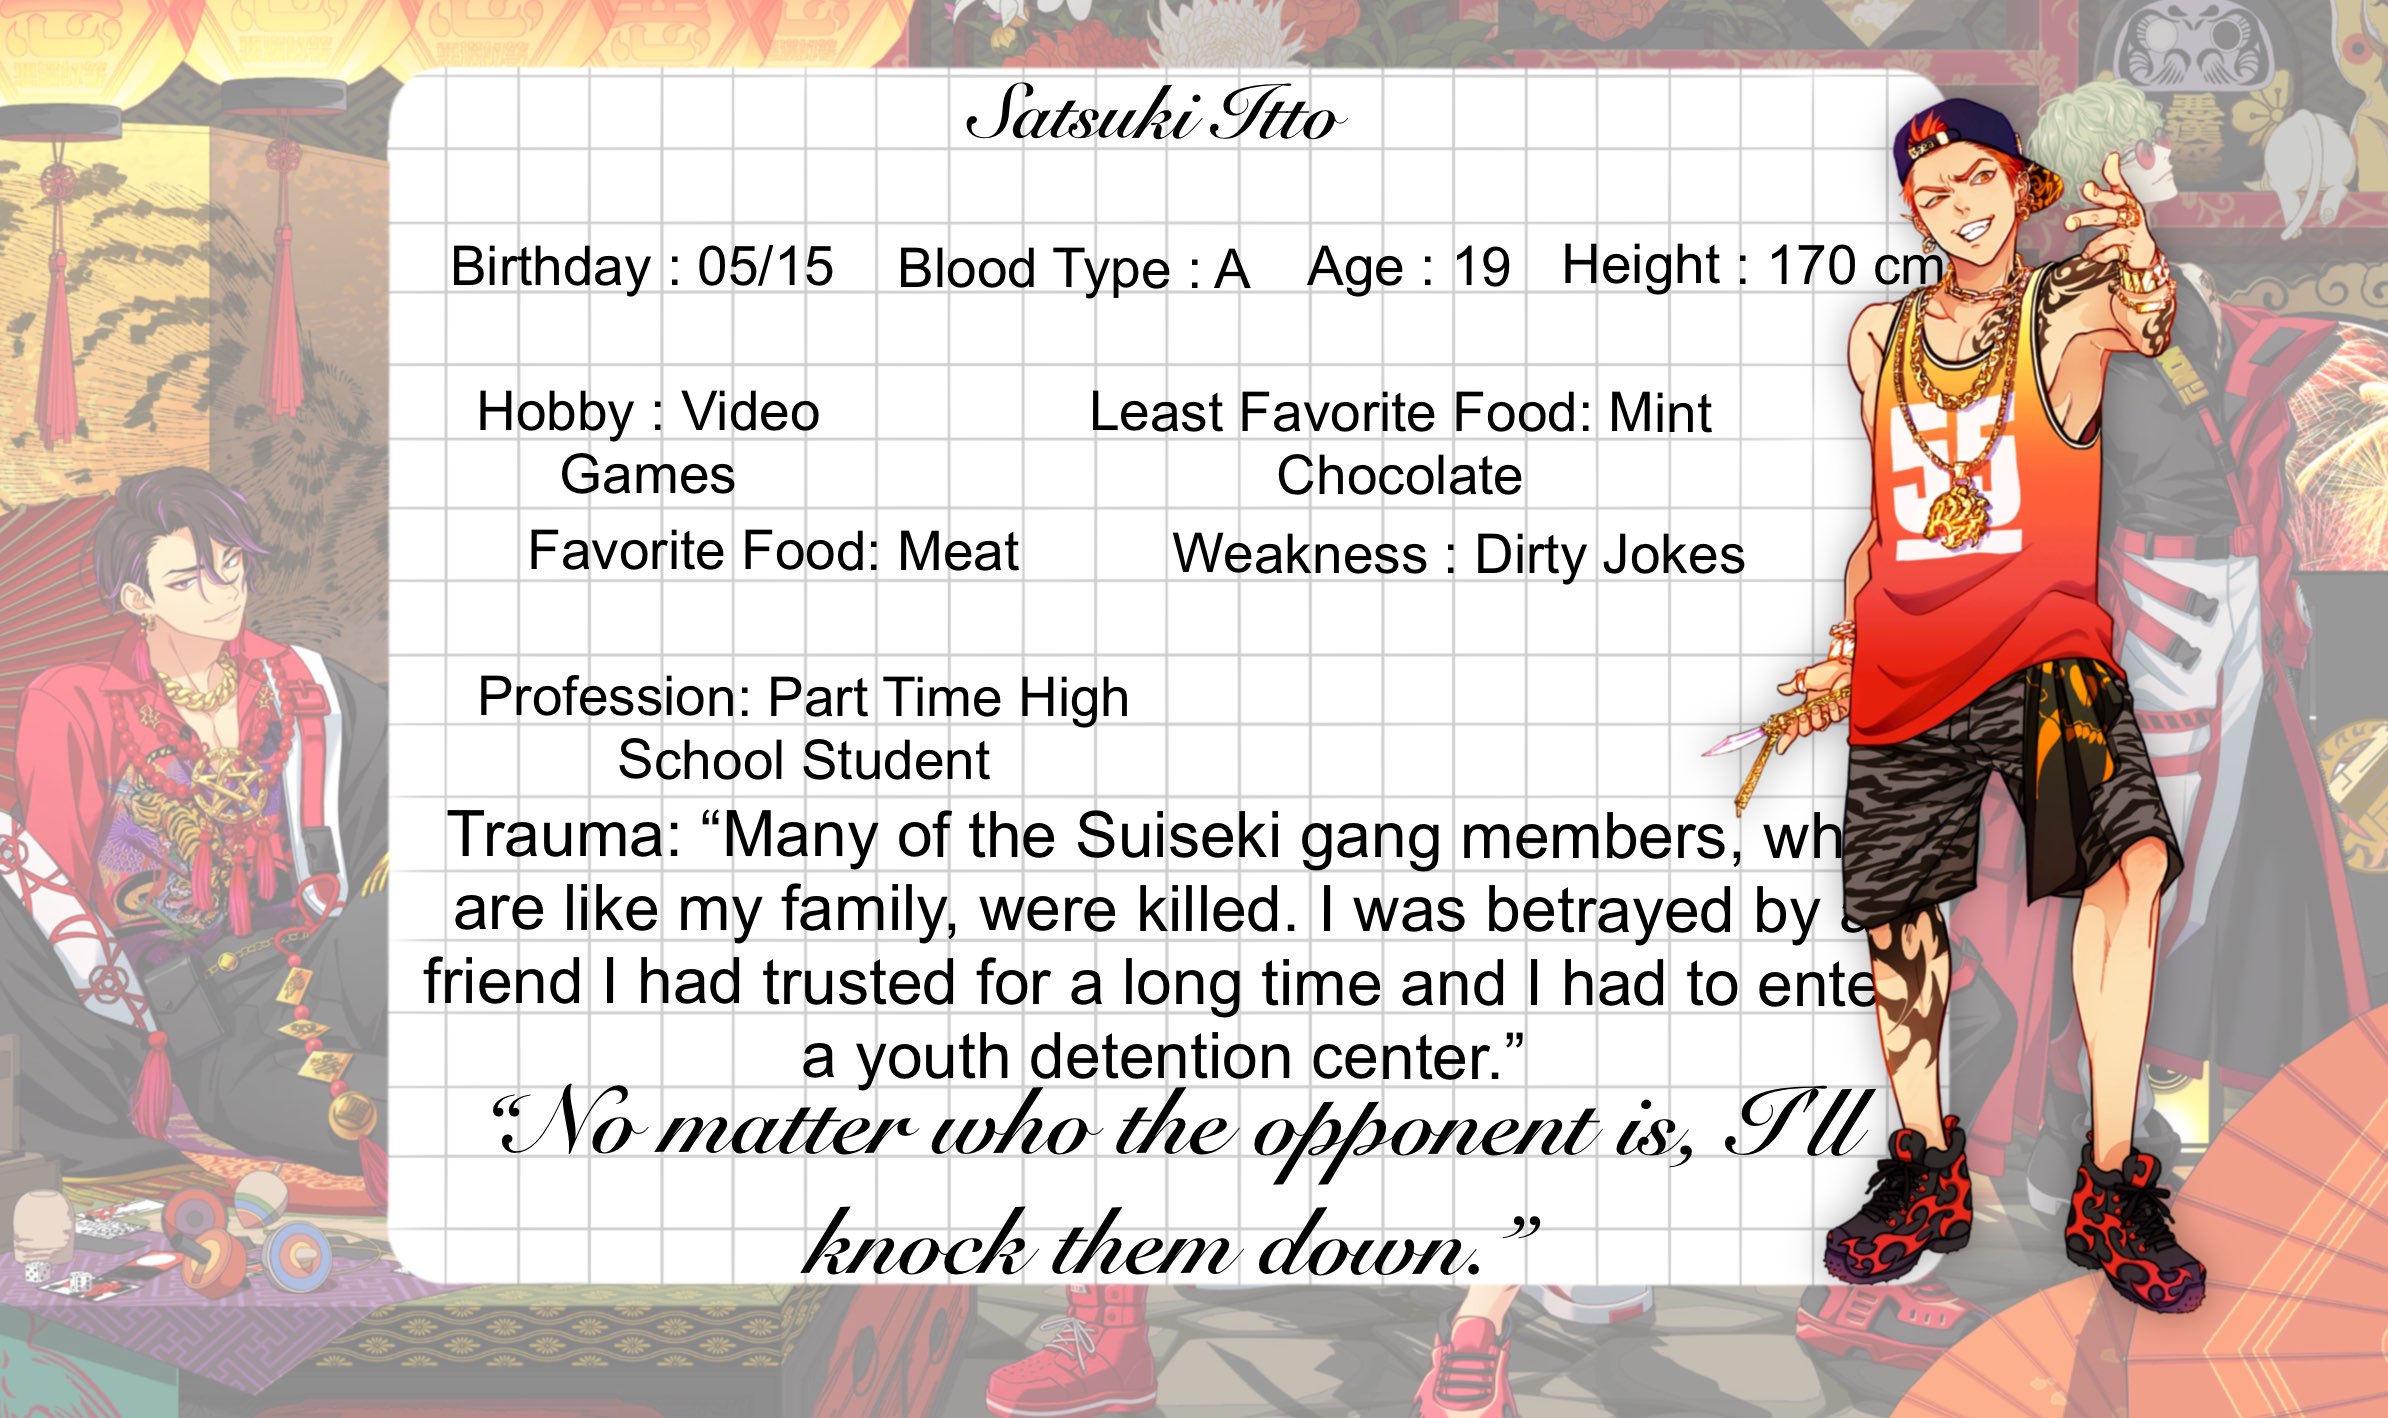 Satsuki Itto
Birthday : 05/15 Blood Type : A Age : 19 Height : 170 cm
Hobby : Video
Games
Least Favorite Food: Mint
Chocolate
Favorite Food: Meat
Weakness : Dirty Jokes
Profession: Part Time High
School Student
Trauma: “Many of the Suiseki gang members, wh
are like my family, were killed. I was betrayed by a
friend I had trusted for a long time and I had to ente
a youth detention center.”
“No matter who the opponent is, I'll
knock them down.”
55